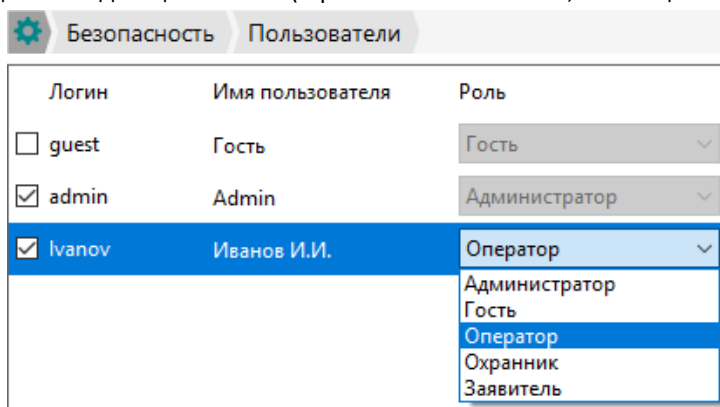 Безопасность Пользователи
Логин Имя пользователя Роль
guest Гость Гость
admin Admin Администратор
Ivanov Иванов И.И. Оператор
Администратор
Гость
Оператор
Охранник
Заявитель